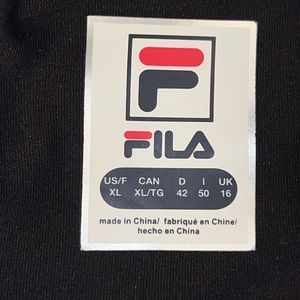 F
FILA
US/F CAN D I UK
XL XL/TG 42 50 16
made in China/ fabriqué en Chine/
hecho en China